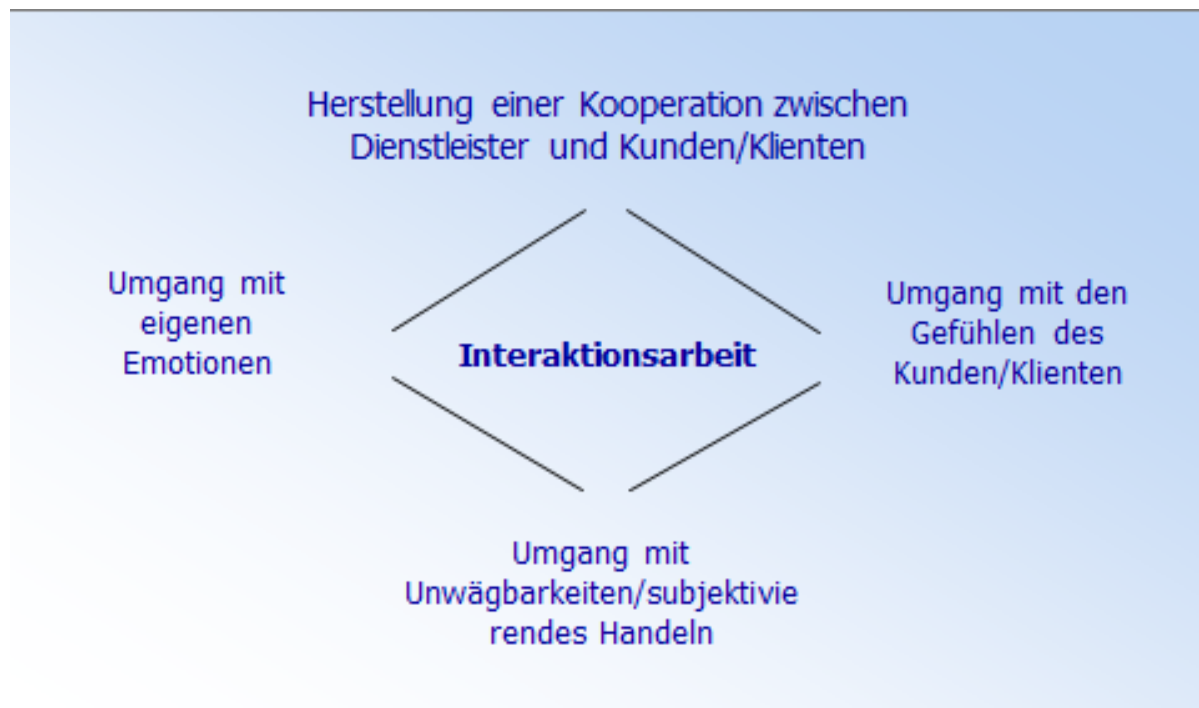 Herstellung einer Kooperation zwischen
Dienstleister und Kunden/Klienten
Umgang mit
eigenen
Emotionen
Interaktionsarbeit
Umgang mit den
Gefühlen des
Kunden/Klienten
Umgang mit
Unwägbarkeiten/subjektivie
rendes Handeln